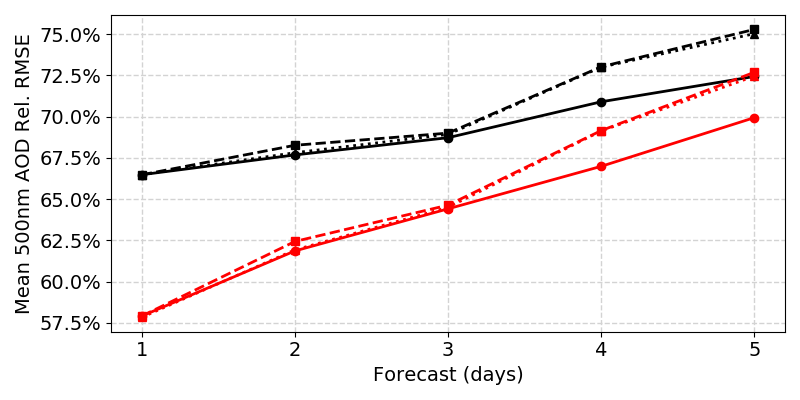 Mean 500nm AOD Rel. RMSE
75.0%
72.5%
70.0%
67.5%
65.0%
62.5%
60.0%
57.5%
1 2 3 4 5
Forecast (days)